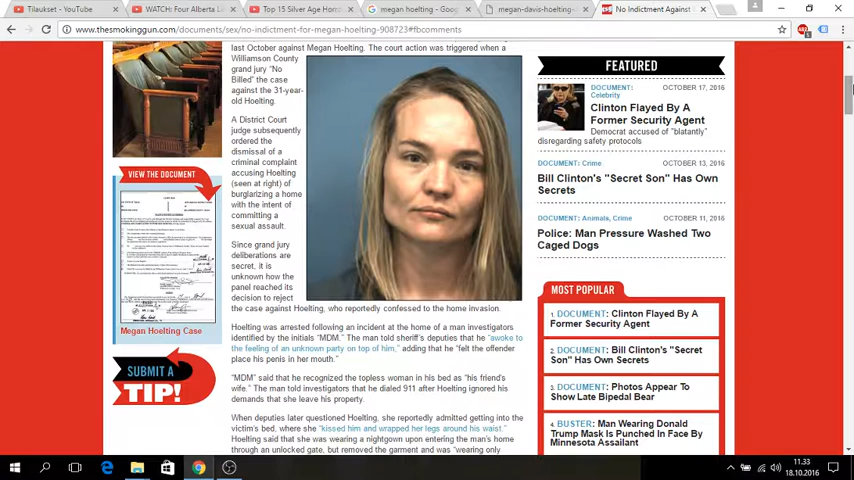 Tilaukset - YouTube
WATCH: Four Alberta Li
Top 15 Silver Age Horro
megan hoelting - Goog
megan-davis-hoelting-
No Indictment Against
www.thesmokinggun.com/documents/sex/no-indictment-for-megan-hoelting-908723#fbcomments
last October against Megan Hoelting. The court action was triggered when a
Williamson County
grand jury "No
Billed" the case
against the 31-year-
old Hoelting.
A District Court
judge subsequently
ordered the
dismissal of a
criminal complaint
accusing Hoelting
(seen at right) of
burglarizing a home
with the intent of
committing a
sexual assault.
Since grand jury
deliberations are
secret, it is
unknown how the
panel reached its
decision to reject
the case against Hoelting, who reportedly confessed to the home invasion.
Hoelting was arrested following an incident at the home of a man investigators
identified by the initials "MDM." The man told sheriff's deputies that he "awoke to
the feeling of an unknown party on top of him," adding that he "felt the offender
place his penis in her mouth."
"MDM" said that he recognized the topless woman in his bed as "his friend's
wife." The man told investigators that he dialed 911 after Hoelting ignored his
demands that she leave his property.
When deputies later questioned Hoelting, she reportedly admitted getting into the
victim's bed, where she "kissed him and wrapped her legs around his waist."
Hoelting said that she was wearing a nightgown upon entering the man's home
through an unlocked gate, but removed the garment and was "wearing only
VIEW THE DOCUMENT
Megan Hoelting Case
SUBMIT A
TIP!
FEATURED
DOCUMENT: OCTOBER 17, 2016
Celebrity
Clinton Flayed By A
Former Security Agent
Democrat accused of "blatantly"
disregarding safety protocols
DOCUMENT: Crime OCTOBER 13, 2016
Bill Clinton's "Secret Son" Has Own
Secrets
DOCUMENT: Animals, Crime OCTOBER 11, 2016
Police: Man Pressure Washed Two
Caged Dogs
MOST POPULAR
1. DOCUMENT: Clinton Flayed By A
Former Security Agent
2. DOCUMENT: Bill Clinton's "Secret
Son" Has Own Secrets
3. DOCUMENT: Photos Appear To
Show Late Bipedal Bear
4. BUSTER: Man Wearing Donald
Trump Mask Is Punched In Face By
Minnesota Assailant
11.33
18.10.2016